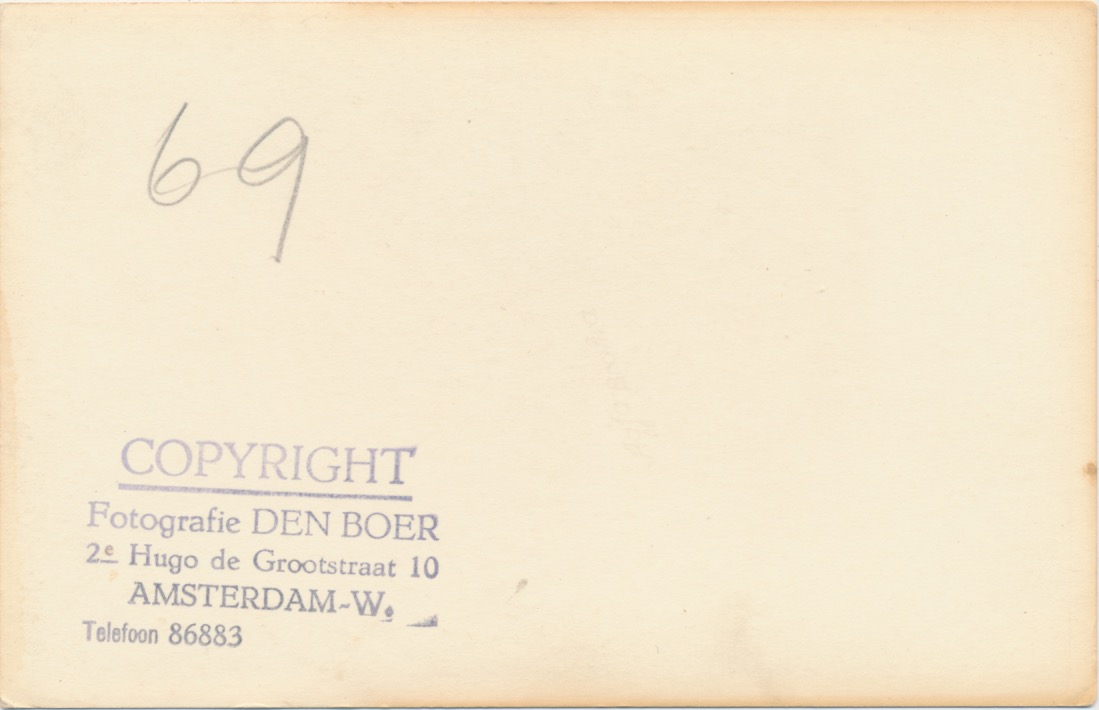 69
COPYRIGHT
Fotografie DEN BOER
2e Hugo de Grootstraat 10
AMSTERDAM-W.
Telefoon 86883